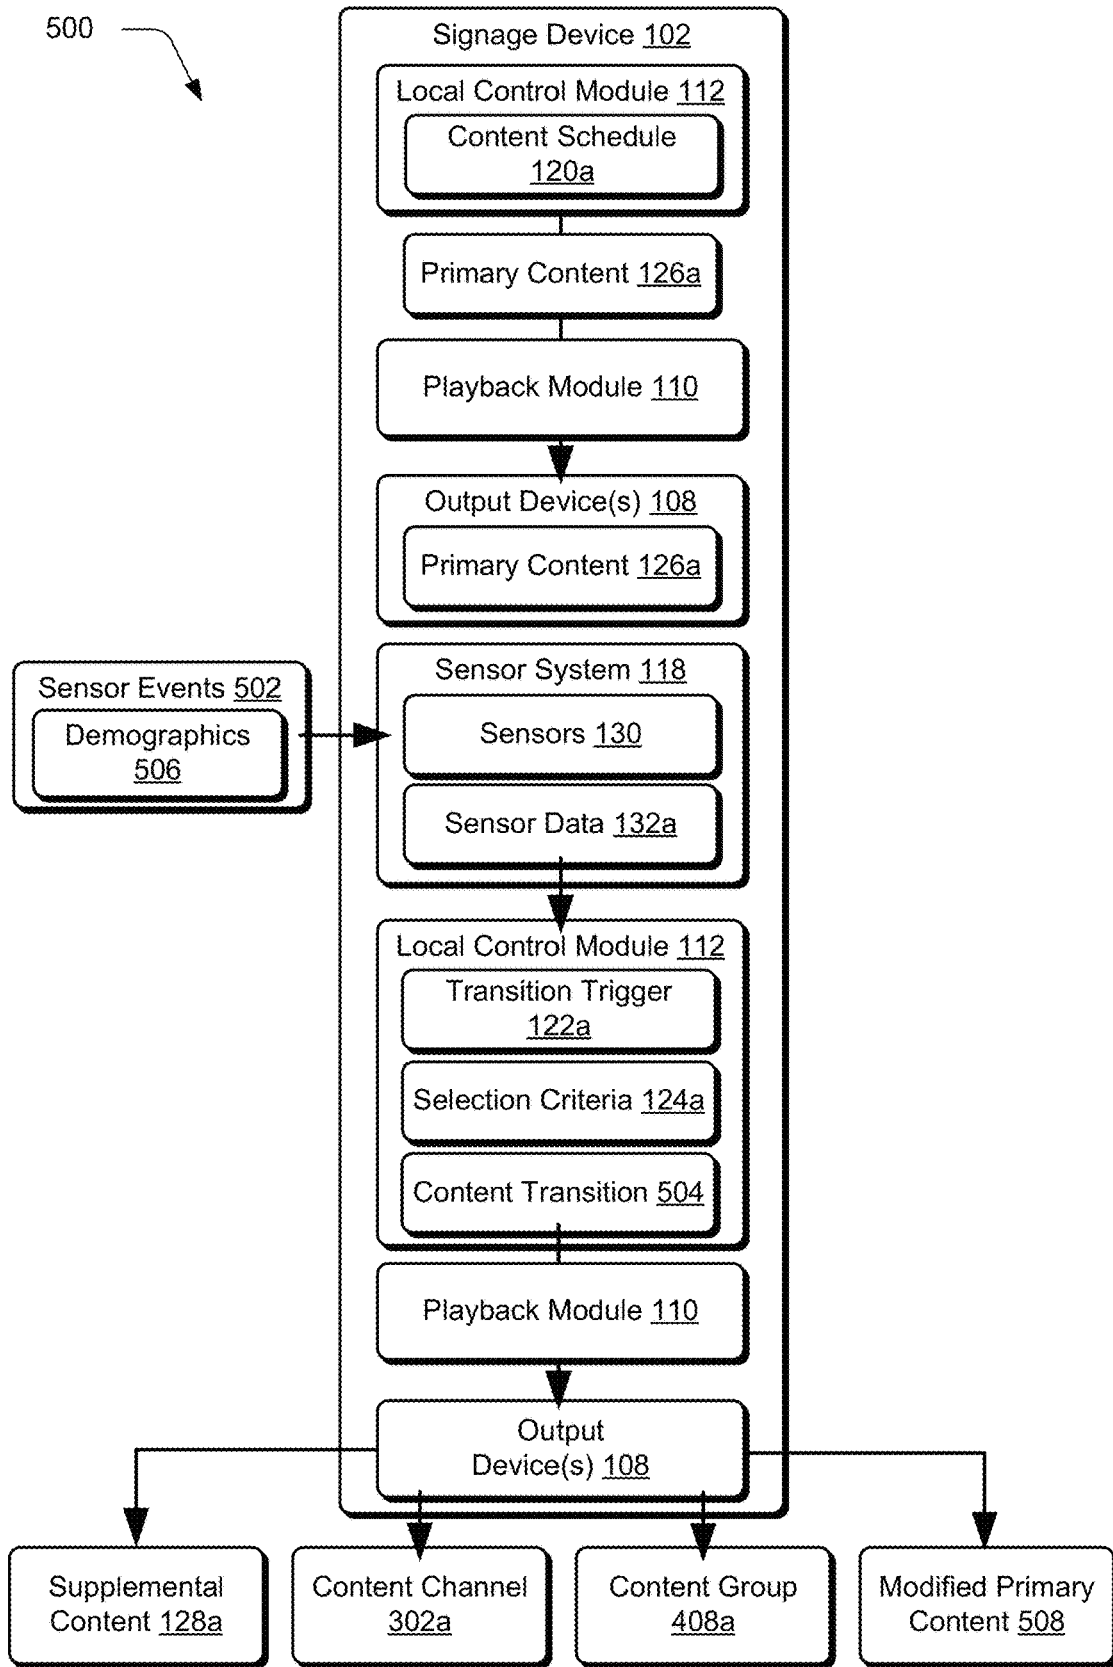 500
Signage Device 102
Local Control Module 112
Content Schedule
120a
Primary Content 126a
Playback Module 110
Output Device(s) 108
Primary Content 126a
Sensor Events 502
Demographics
506
Sensor System 118
Sensors 130
Sensor Data 132a
Local Control Module 112
Transition Trigger
122a
Selection Criteria 124a
Content Transition 504
Playback Module 110
Output
Device(s) 108
Supplemental
Content 128a
Content Channel
302a
Content Group
408a
Modified Primary
Content 508